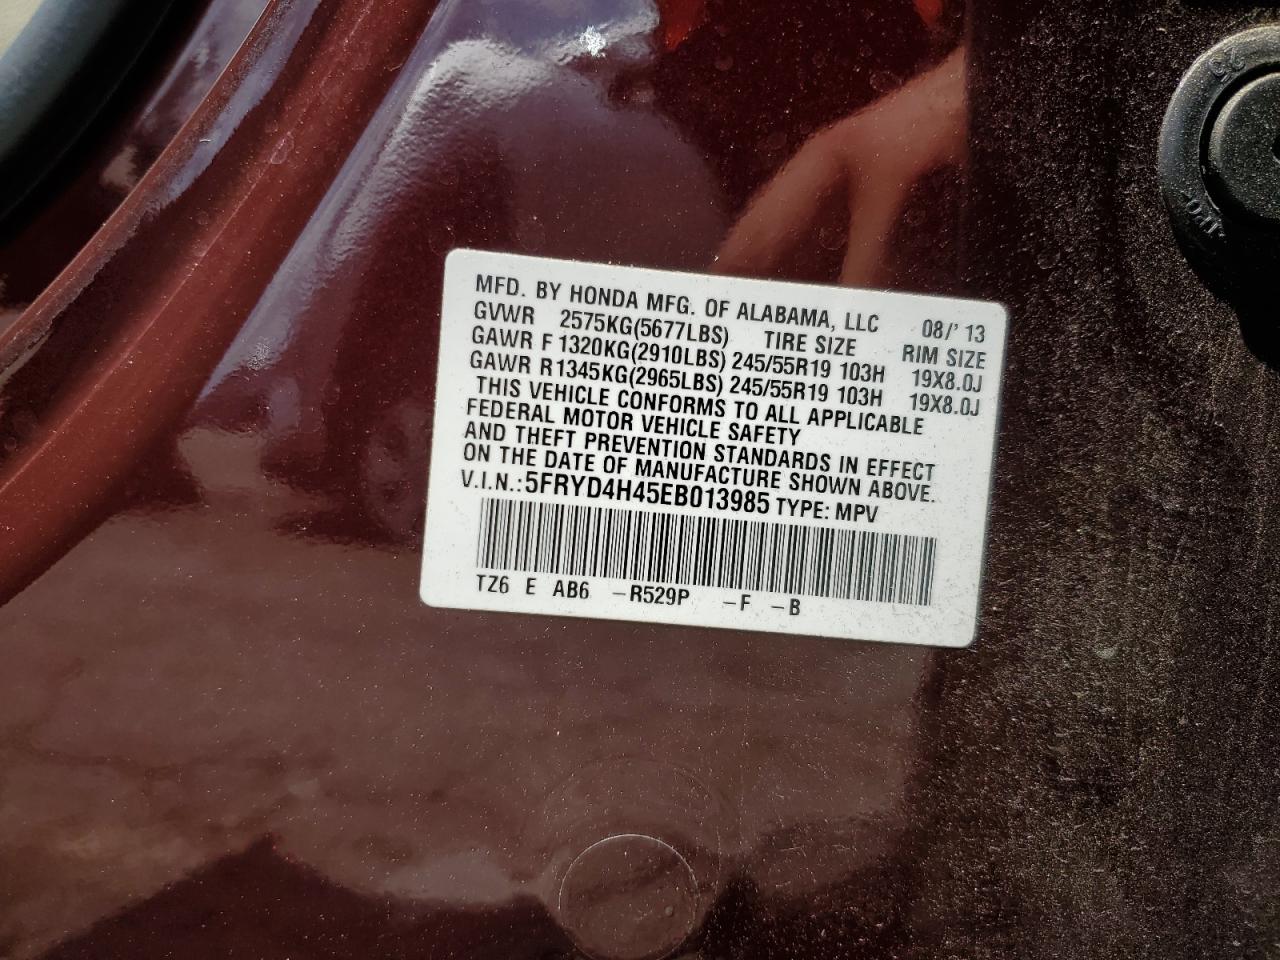 MFD. BY HONDA MFG. OF ALABAMA, LLC 08/' 13
GVWR 2575KG(5677LBS) TIRE SIZE RIM SIZE
GAWR F 1320KG(2910LBS) 245/55R19 103H 19X8.0J
GAWR R1345KG(2965LBS) 245/55R19 103H 19X8.0J
THIS VEHICLE CONFORMS TO ALL APPLICABLE
FEDERAL MOTOR VEHICLE SAFETY
AND THEFT PREVENTION STANDARDS IN EFFECT
ON THE DATE OF MANUFACTURE SHOWN ABOVE.
V.I.N.: 5FRYD4H45EB013985 TYPE: MPV
TZ6 E AB6 –R529P –F –B